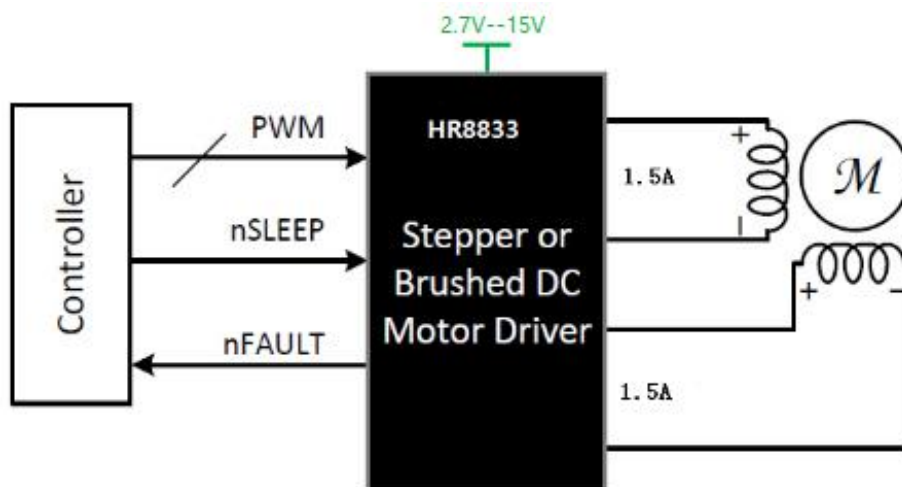 2.7V--15V
Controller
PWM
nSLEEP
nFAULT
HR8833
Stepper or
Brushed DC
Motor Driver
+
1.5A
−
M
+
−
1.5A